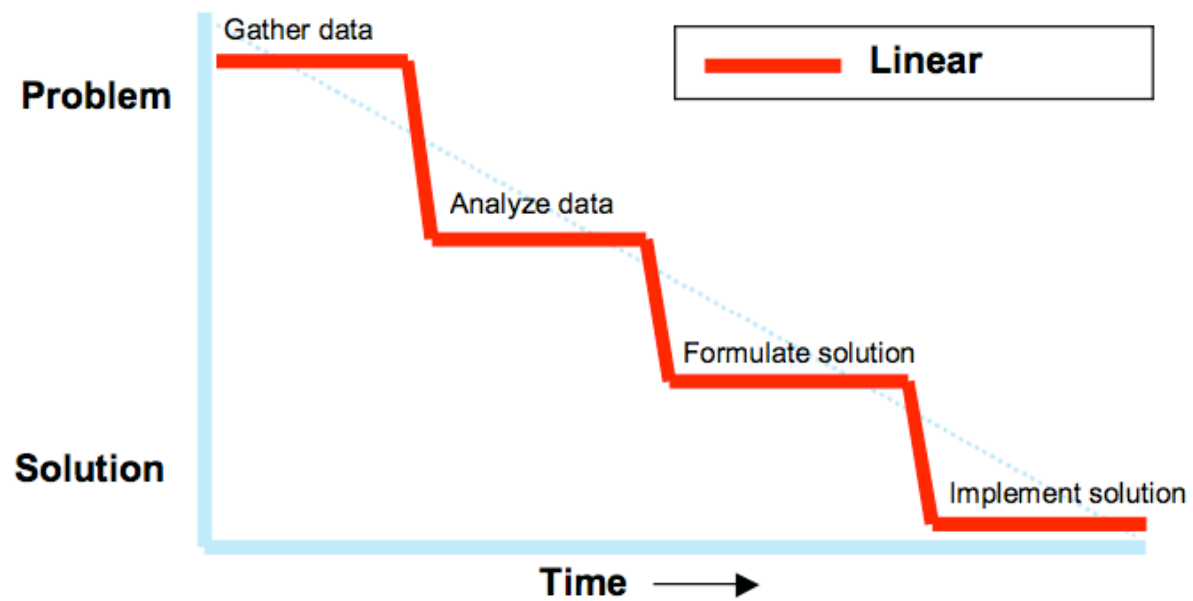 Gather data
Linear
Problem
Analyze data
Formulate solution
Solution
Implement solution
Time